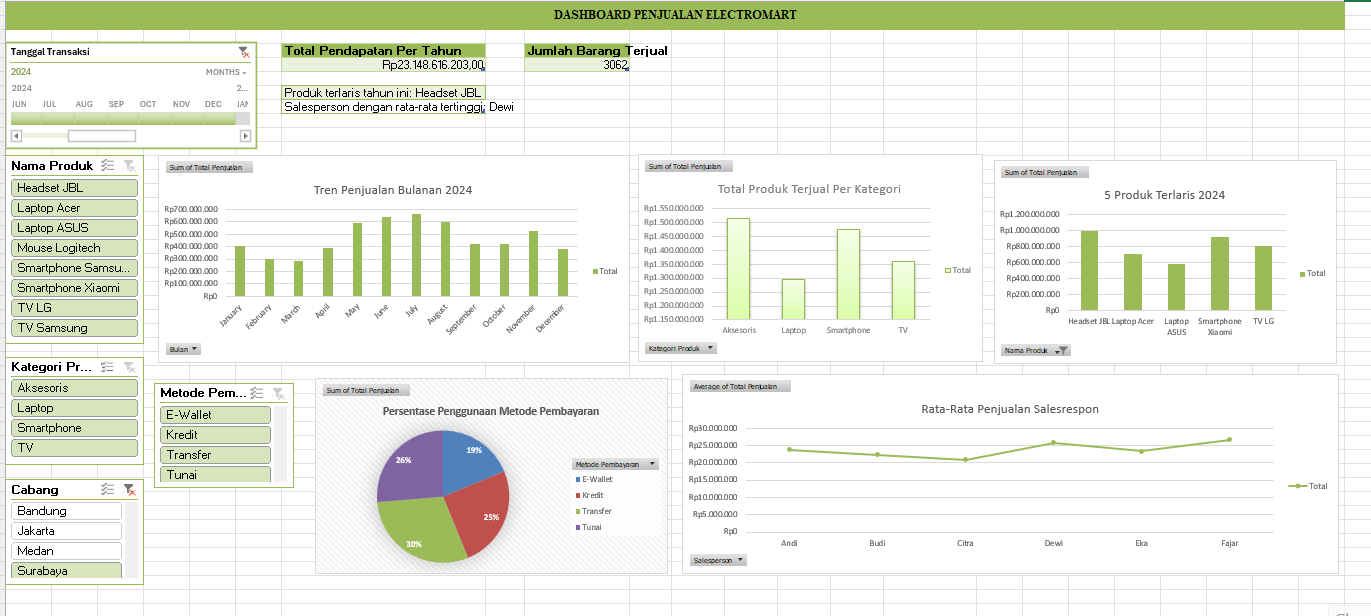 DASHBOARD PENJUALAN ELECTROMART
Tanggal Transaksi
2024
MONTHS
2024
2...
JUN JUL AUG SEP OCT NOV DEC JAN
Total Pendapatan Per Tahun
Rp23.148.616.203,00
Jumlah Barang Terjual
3062
Produk terlaris tahun ini: Headset JBL
Salesperson dengan rata-rata tertinggi: Dewi
Nama Produk
Headset JBL
Laptop Acer
Laptop ASUS
Mouse Logitech
Smartphone Samsu...
Smartphone Xiaomi
TV LG
TV Samsung
Sum of Total Penjualan
Tren Penjualan Bulanan 2024
Rp700.000.000
Rp600.000.000
Rp500.000.000
Rp400.000.000
Rp300.000.000
Rp200.000.000
Rp100.000.000
Rp0
January February March April May June July August September October November December
Total
Bulan
Sum of Total Penjualan
Total Produk Terjual Per Kategori
Rp1.550.000.000
Rp1.500.000.000
Rp1.450.000.000
Rp1.400.000.000
Rp1.350.000.000
Rp1.300.000.000
Rp1.250.000.000
Rp1.200.000.000
Rp1.150.000.000
Aksesoris Laptop Smartphone TV
Total
Kategori Produk
Sum of Total Penjualan
5 Produk Terlaris 2024
Rp1.200.000.000
Rp1.000.000.000
Rp800.000.000
Rp600.000.000
Rp400.000.000
Rp200.000.000
Rp0
Headset JBL Laptop Acer Laptop ASUS Smartphone Xiaomi TV LG
Total
Nama Produk
Kategori Pr...
Aksesoris
Laptop
Smartphone
TV
Metode Pem...
E-Wallet
Kredit
Transfer
Tunai
Cabang
Bandung
Jakarta
Medan
Surabaya
Sum of Total Penjualan
Persentase Penggunaan Metode Pembayaran
19%
25%
30%
26%
Metode Pembayaran
E-Wallet
Kredit
Transfer
Tunai
Average of Total Penjualan
Rata-Rata Penjualan Salesrespon
Rp30.000.000
Rp25.000.000
Rp20.000.000
Rp15.000.000
Rp10.000.000
Rp5.000.000
Rp0
Andi Budi Citra Dewi Eka Fajar
Total
Salesperson